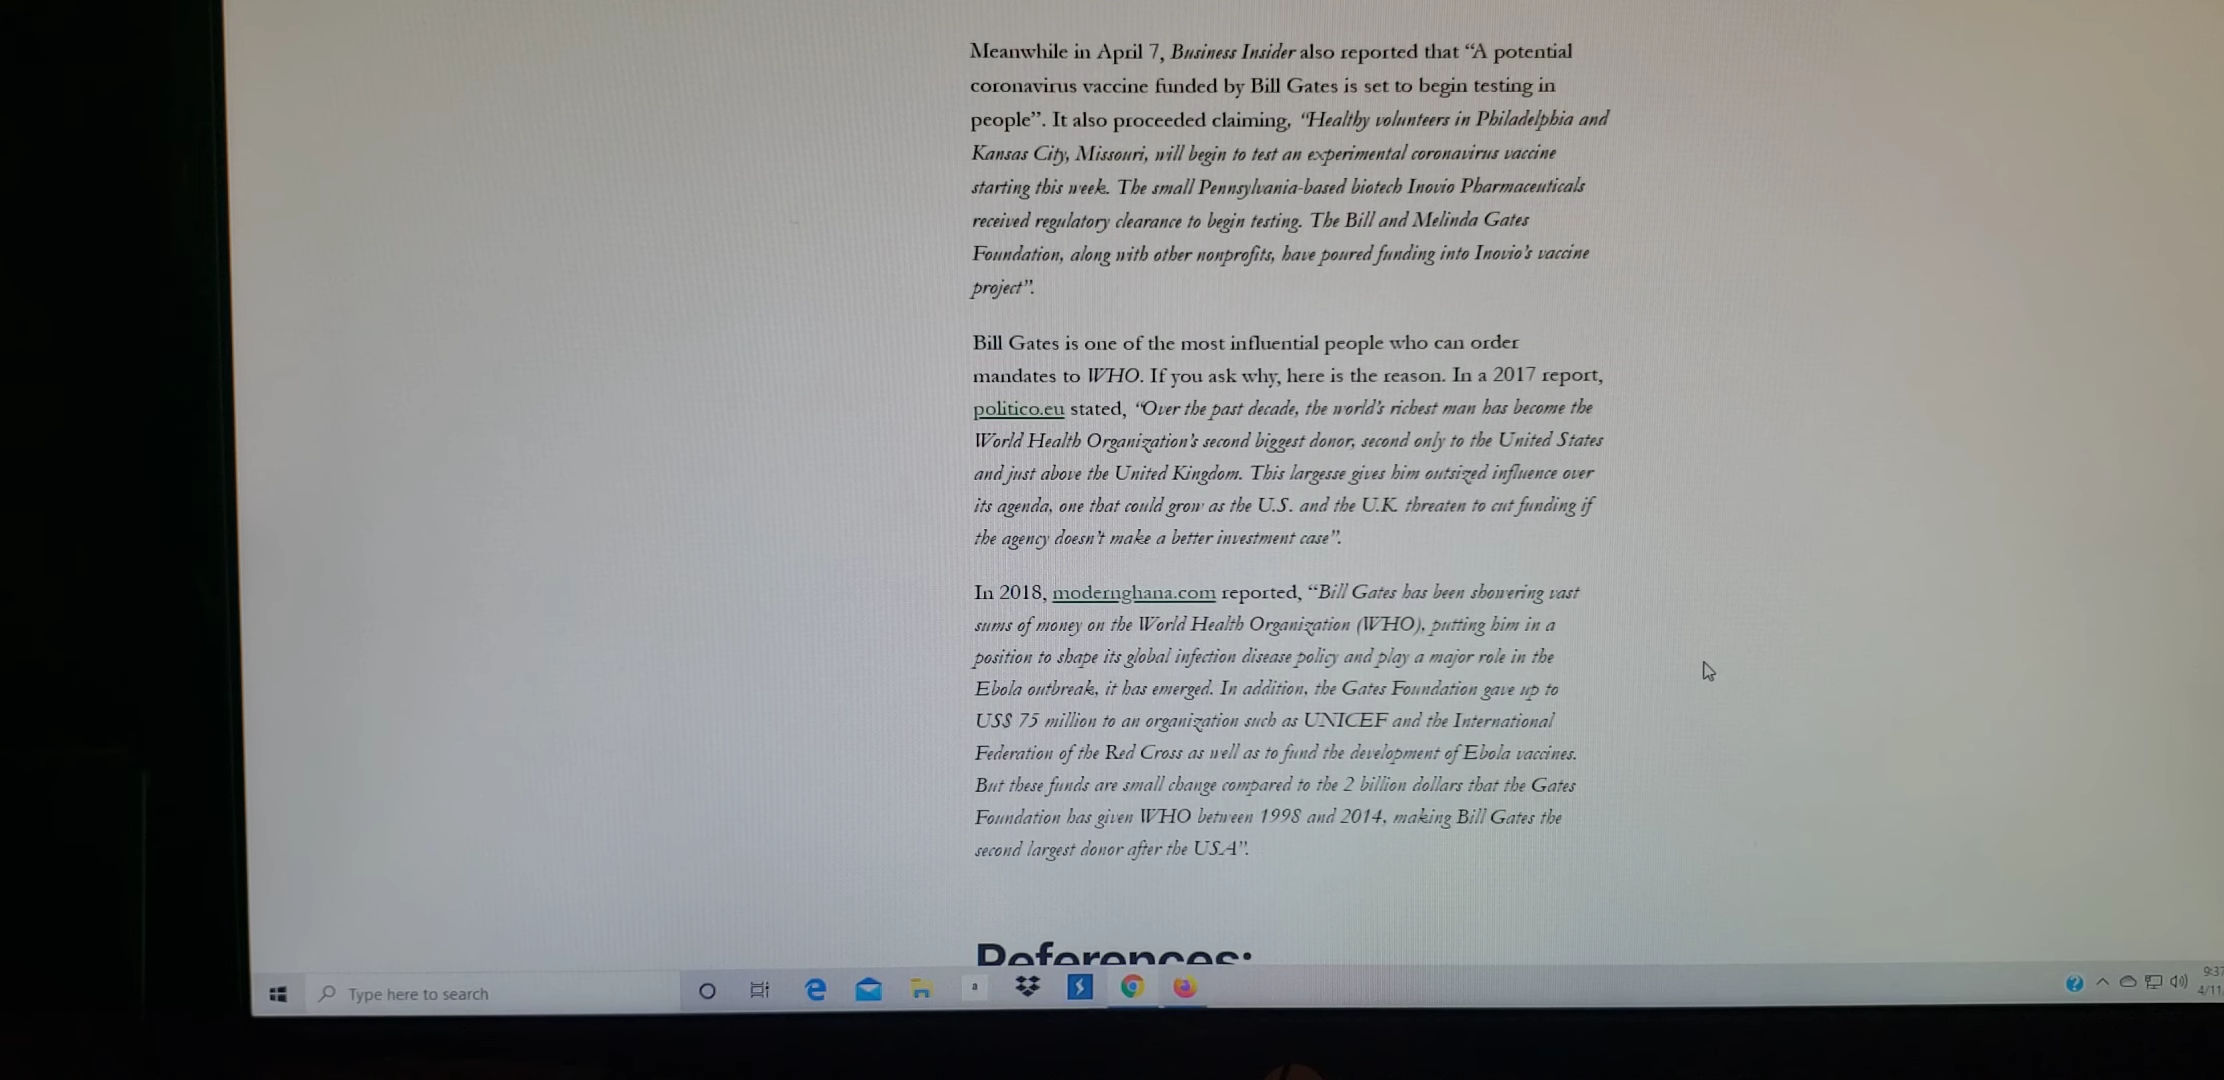 Meanwhile in April 7, Business Insider also reported that “A potential
coronavirus vaccine funded by Bill Gates is set to begin testing in
people”. It also proceeded claiming, “Healthy volunteers in Philadelphia and
Kansas City, Missouri, will begin to test an experimental coronavirus vaccine
starting this week. The small Pennsylvania-based biotech Inovio Pharmaceuticals
received regulatory clearance to begin testing. The Bill and Melinda Gates
Foundation, along with other nonprofits, have poured funding into Inovio’s vaccine
project”.
Bill Gates is one of the most influential people who can order
mandates to WHO. If you ask why, here is the reason. In a 2017 report,
politico.eu stated, “Over the past decade, the world’s richest man has become the
World Health Organization’s second biggest donor, second only to the United States
and just above the United Kingdom. This largesse gives him outsized influence over
its agenda, one that could grow as the U.S. and the U.K. threaten to cut funding if
the agency doesn’t make a better investment case”.
In 2018, modernghana.com reported, “Bill Gates has been showering vast
sums of money on the World Health Organization (WHO), putting him in a
position to shape its global infection disease policy and play a major role in the
Ebola outbreak, it has emerged. In addition, the Gates Foundation gave up to
US$ 75 million to an organization such as UNICEF and the International
Federation of the Red Cross as well as to fund the development of Ebola vaccines.
But these funds are small change compared to the 2 billion dollars that the Gates
Foundation has given WHO between 1998 and 2014, making Bill Gates the
second largest donor after the USA”.
References:
Type here to search
a
9:37
4/11